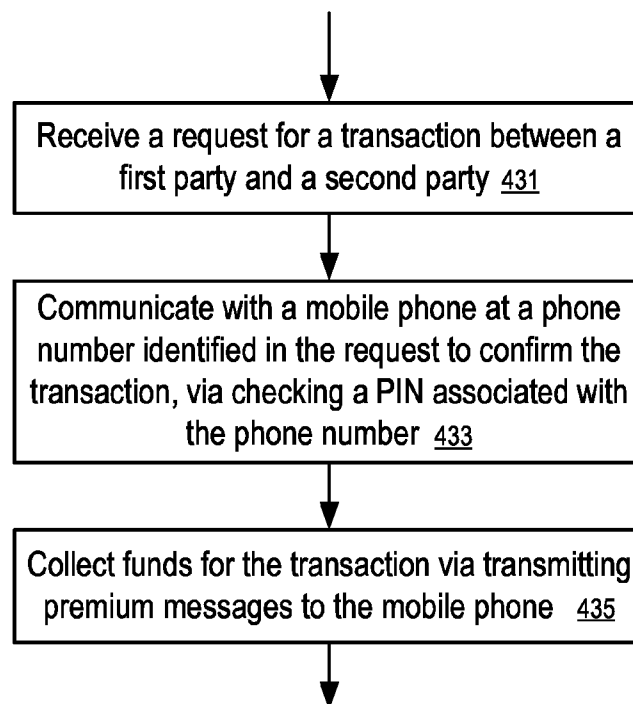 Receive a request for a transaction between a
first party and a second party 431
Communicate with a mobile phone at a phone
number identified in the request to confirm the
transaction, via checking a PIN associated with
the phone number 433
Collect funds for the transaction via transmitting
premium messages to the mobile phone 435